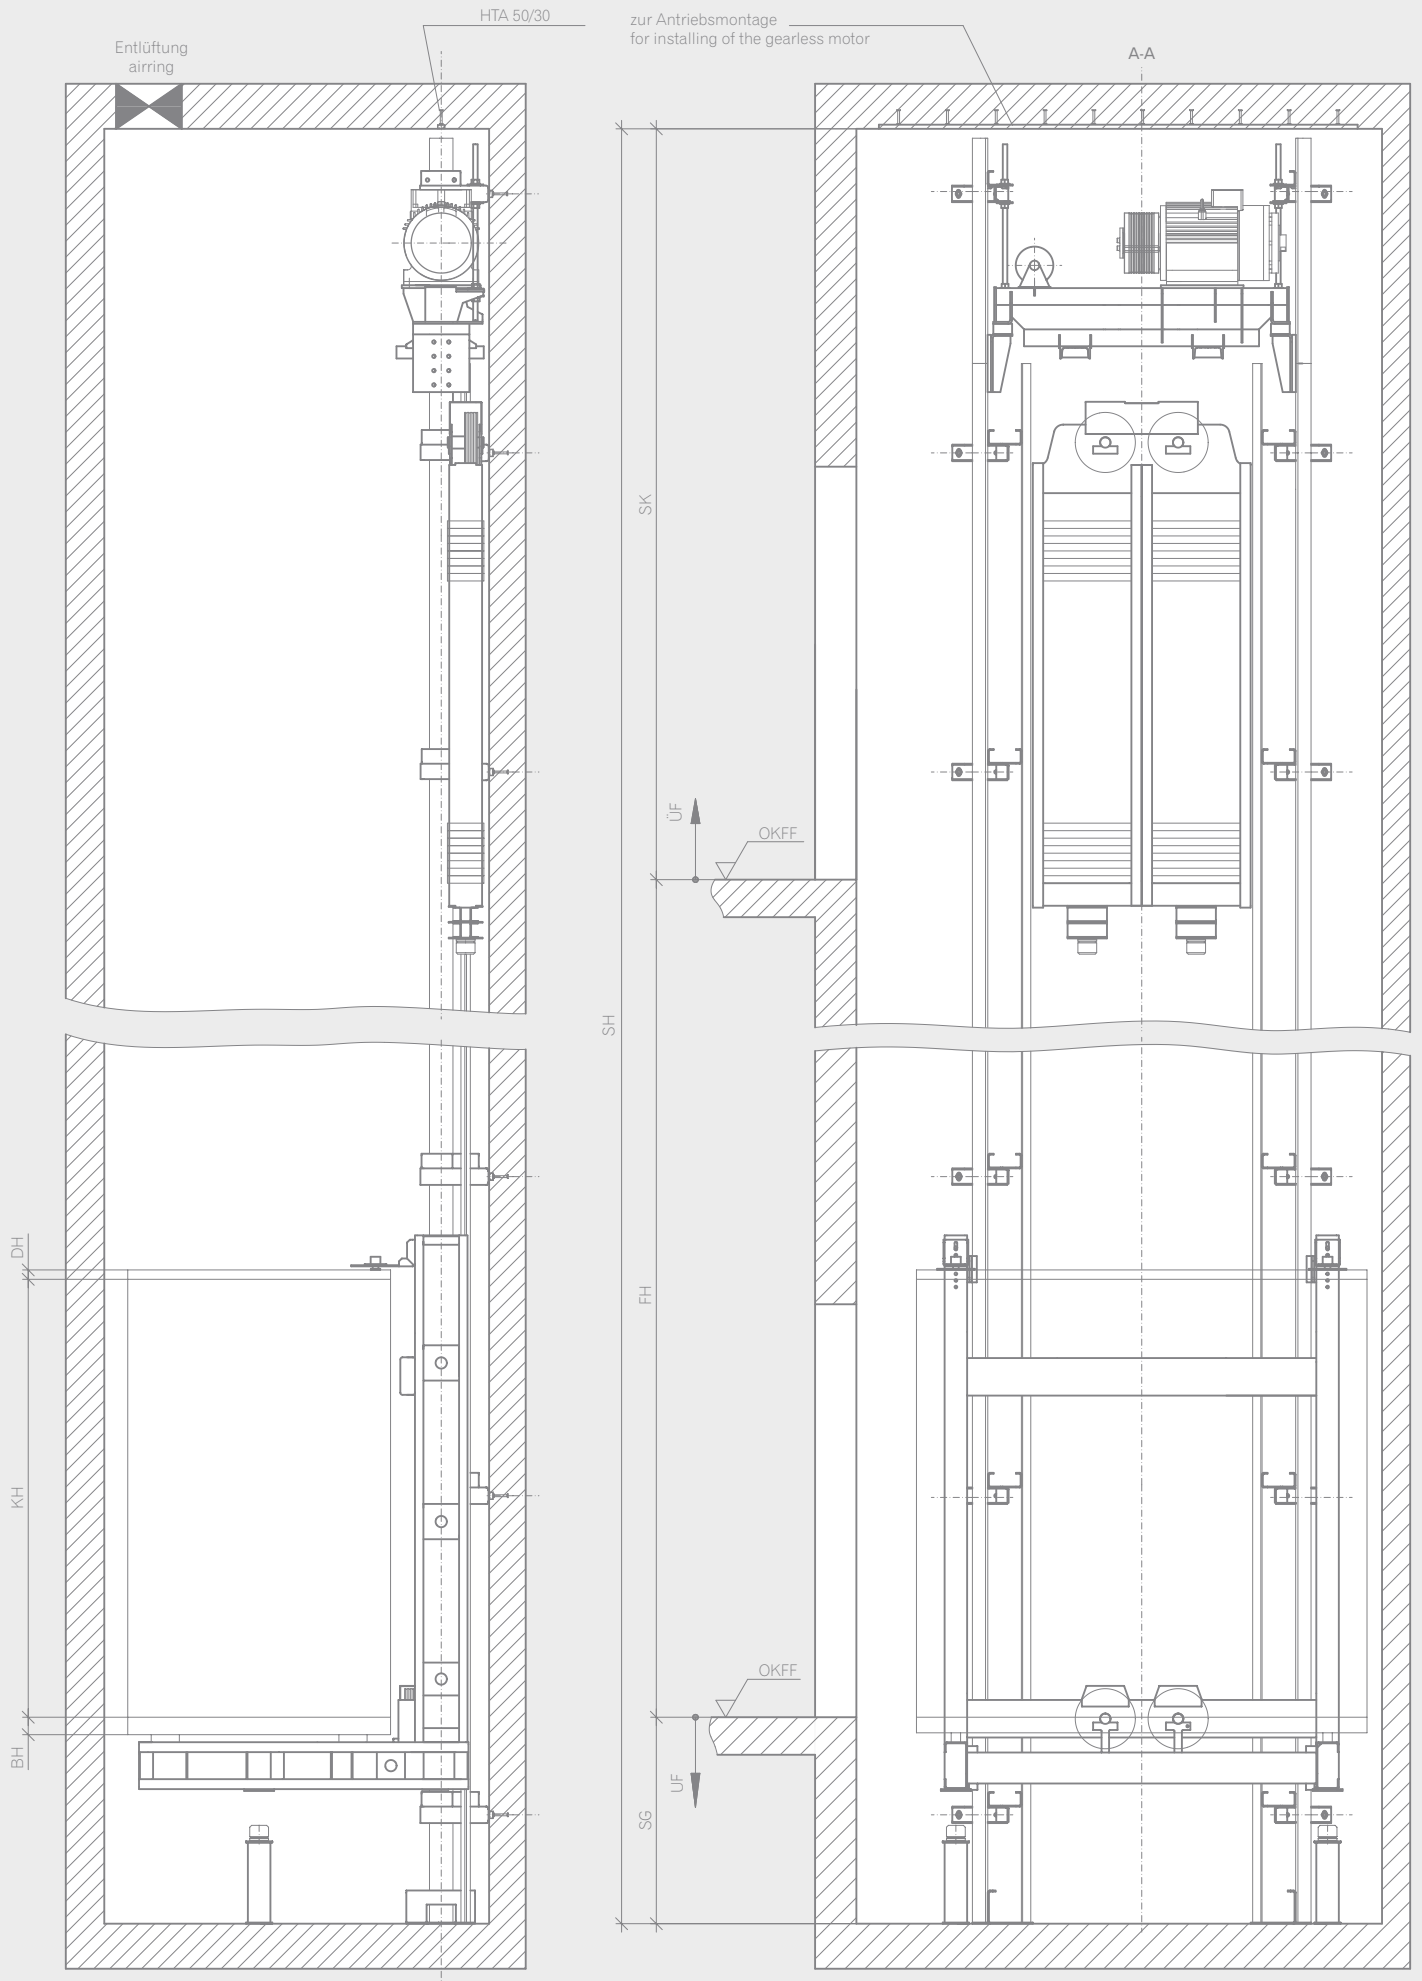 HTA 50/30
zur Antriebsmontage
for installing of the gearless motor
Entlüftung
airring
A-A
SK
ÜF
OKFF
SH
DH
FH
KH
OKFF
BH
ÜF
SG